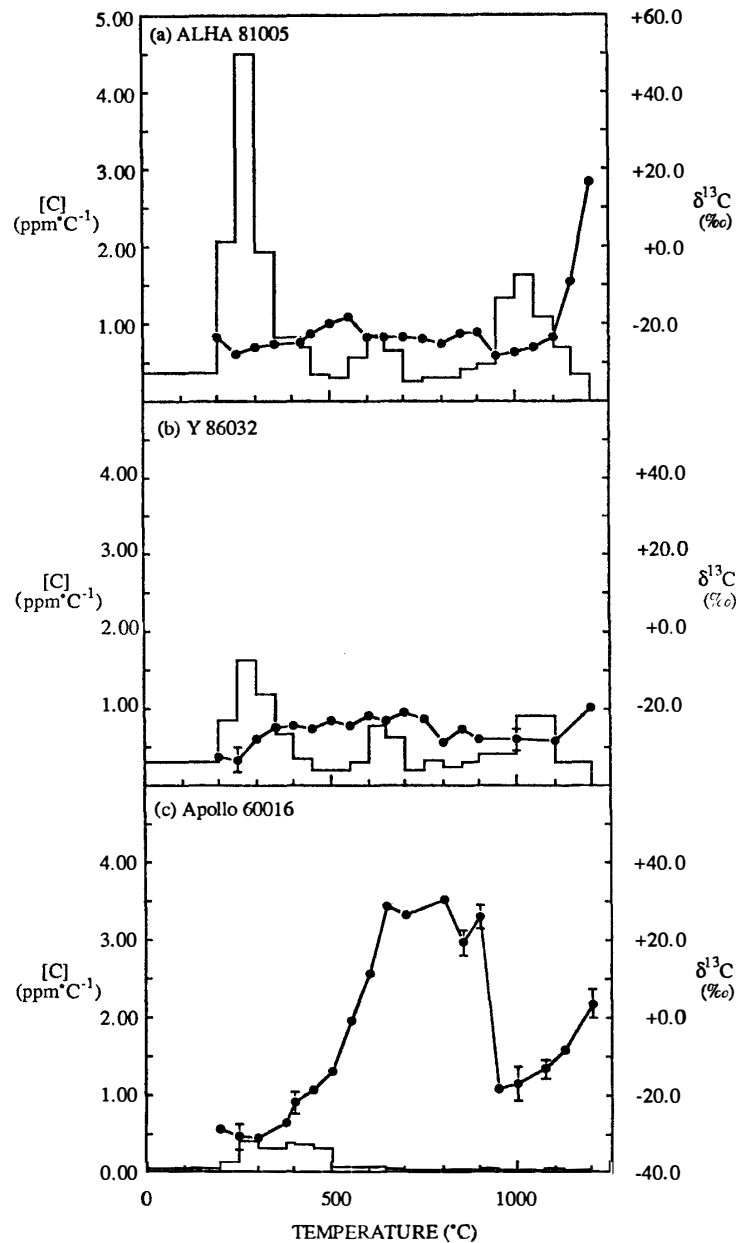 (a) ALHA 81005
5.00
4.00
3.00
2.00
1.00
[C]
(ppm°C⁻¹)
+60.0
+40.0
+20.0
+0.0
-20.0
δ¹³C
(‰)
(b) Y 86032
4.00
3.00
2.00
1.00
[C]
(ppm°C⁻¹)
+40.0
+20.0
+0.0
-20.0
δ¹³C
(‰)
(c) Apollo 60016
4.00
3.00
2.00
1.00
0.00
[C]
(ppm°C⁻¹)
+40.0
+20.0
+0.0
-20.0
-40.0
δ¹³C
(‰)
0 500 1000
TEMPERATURE (°C)